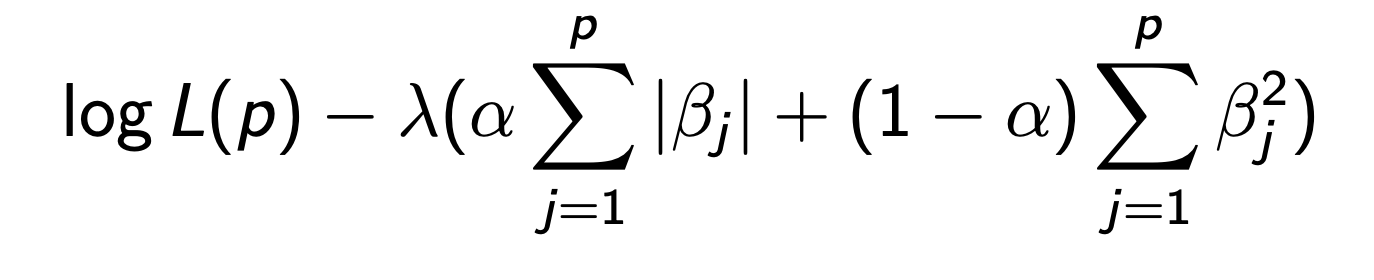 log L(p) − λ(α ∑_{j=1}^{p} |β_j| + (1 − α) ∑_{j=1}^{p} β_j^2)